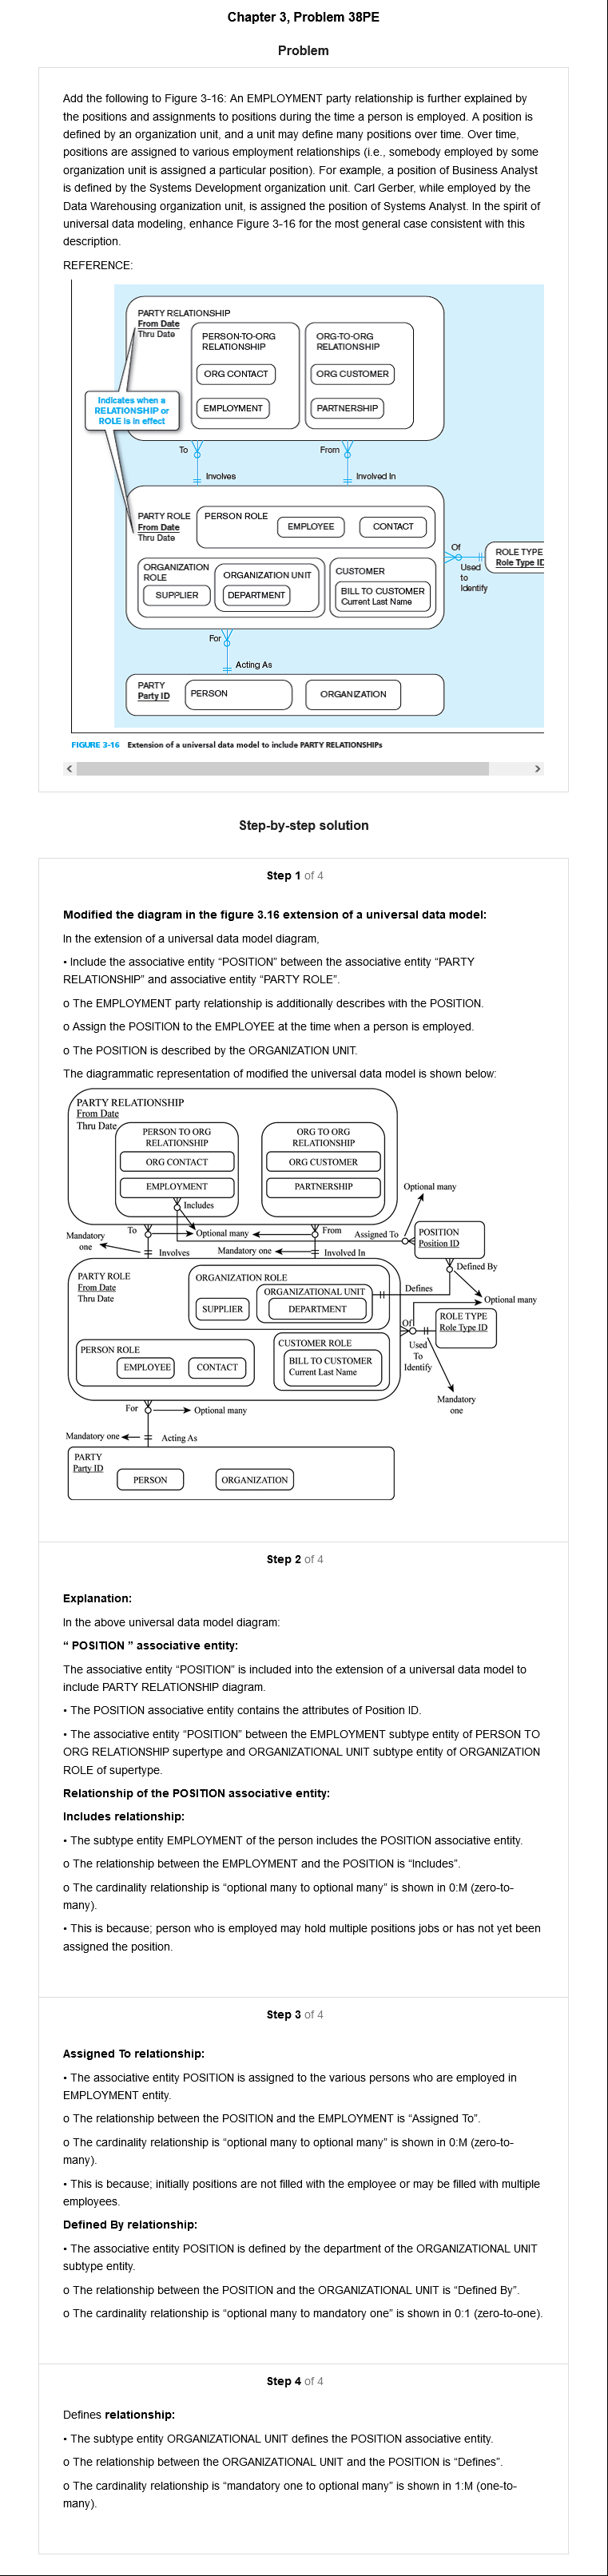 Chapter 3, Problem 38PE
Problem
Add the following to Figure 3-16: An EMPLOYMENT party relationship is further explained by
the positions and assignments to positions during the time a person is employed. A position is
defined by an organization unit, and a unit may define many positions over time. Over time,
positions are assigned to various employment relationships (i.e., somebody employed by some
organization unit is assigned a particular position). For example, a position of Business Analyst
is defined by the Systems Development organization unit. Carl Gerber, while employed by the
Data Warehousing organization unit, is assigned the position of Systems Analyst. In the spirit of
universal data modeling, enhance Figure 3-16 for the most general case consistent with this
description.
REFERENCE:
PARTY RELATIONSHIP
From Date
Thru Date
PERSON-TO-ORG
RELATIONSHIP
ORG-TO-ORG
RELATIONSHIP
ORG CONTACT
ORG CUSTOMER
EMPLOYMENT
PARTNERSHIP
Indicates when a
RELATIONSHIP or
ROLE is in effect
To
From
Involves
Involved In
PARTY ROLE
From Date
Thru Date
PERSON ROLE
EMPLOYEE
CONTACT
Of
Used
to
Identify
ROLE TYPE
Role Type ID
ORGANIZATION
ROLE
ORGANIZATION UNIT
SUPPLIER
DEPARTMENT
CUSTOMER
BILL TO CUSTOMER
Current Last Name
For
Acting As
PARTY
Party ID
PERSON
ORGANIZATION
FIGURE 3-16 Extension of a universal data model to include PARTY RELATIONSHIPs
Step-by-step solution
Step 1 of 4
Modified the diagram in the figure 3.16 extension of a universal data model:
In the extension of a universal data model diagram,
• Include the associative entity “POSITION” between the associative entity “PARTY
RELATIONSHIP” and associative entity “PARTY ROLE”.
o The EMPLOYMENT party relationship is additionally describes with the POSITION.
o Assign the POSITION to the EMPLOYEE at the time when a person is employed.
o The POSITION is described by the ORGANIZATION UNIT.
The diagrammatic representation of modified the universal data model is shown below:
PARTY RELATIONSHIP
From Date
Thru Date
PERSON TO ORG
RELATIONSHIP
ORG TO ORG
RELATIONSHIP
ORG CONTACT
ORG CUSTOMER
EMPLOYMENT
PARTNERSHIP
Includes
Optional many
To
Optional many
From
Assigned To
POSITION
Position ID
Mandatory
one
Involves
Mandatory one
Involved In
Defined By
PARTY ROLE
From Date
Thru Date
ORGANIZATION ROLE
ORGANIZATIONAL UNIT
SUPPLIER
DEPARTMENT
Defines
Optional many
ROLE TYPE
Role Type ID
Of
Used
To
Identify
PERSON ROLE
EMPLOYEE
CONTACT
CUSTOMER ROLE
BILL TO CUSTOMER
Current Last Name
Mandatory
one
For
Optional many
Mandatory one
Acting As
PARTY
Party ID
PERSON
ORGANIZATION
Step 2 of 4
Explanation:
In the above universal data model diagram:
“ POSITION ” associative entity:
The associative entity “POSITION” is included into the extension of a universal data model to
include PARTY RELATIONSHIP diagram.
• The POSITION associative entity contains the attributes of Position ID.
• The associative entity “POSITION” between the EMPLOYMENT subtype entity of PERSON TO
ORG RELATIONSHIP supertype and ORGANIZATIONAL UNIT subtype entity of ORGANIZATION
ROLE of supertype.
Relationship of the POSITION associative entity:
Includes relationship:
• The subtype entity EMPLOYMENT of the person includes the POSITION associative entity.
o The relationship between the EMPLOYMENT and the POSITION is “Includes”.
o The cardinality relationship is “optional many to optional many” is shown in 0:M (zero-to-
many).
• This is because; person who is employed may hold multiple positions jobs or has not yet been
assigned the position.
Step 3 of 4
Assigned To relationship:
• The associative entity POSITION is assigned to the various persons who are employed in
EMPLOYMENT entity.
o The relationship between the POSITION and the EMPLOYMENT is “Assigned To”.
o The cardinality relationship is “optional many to optional many” is shown in 0:M (zero-to-
many).
• This is because; initially positions are not filled with the employee or may be filled with multiple
employees.
Defined By relationship:
• The associative entity POSITION is defined by the department of the ORGANIZATIONAL UNIT
subtype entity.
o The relationship between the POSITION and the ORGANIZATIONAL UNIT is “Defined By”.
o The cardinality relationship is “optional many to mandatory one” is shown in 0:1 (zero-to-one).
Step 4 of 4
Defines relationship:
• The subtype entity ORGANIZATIONAL UNIT defines the POSITION associative entity.
o The relationship between the ORGANIZATIONAL UNIT and the POSITION is “Defines”.
o The cardinality relationship is “mandatory one to optional many” is shown in 1:M (one-to-
many).